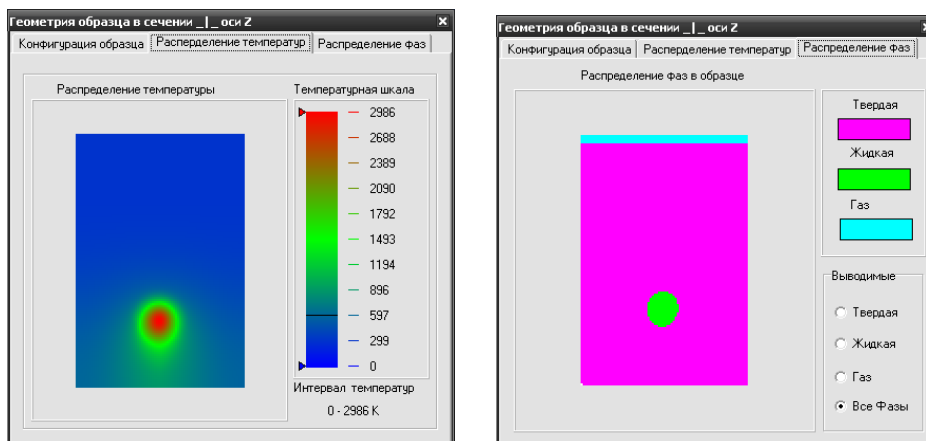 Геометрия образца в сечении _|_ оси Z
Конфигурация образца Расперделение температур Распределение фаз
Распределение температуры
Температурная шкала
2986
2688
2389
2090
1792
1493
1194
896
597
299
0
Интервал температур
0 - 2986 K
Геометрия образца в сечении _|_ оси Z
Конфигурация образца Расперделение температур Распределение фаз
Распределение фаз в образце
Твердая
Жидкая
Газ
Выводимые
Твердая
Жидкая
Газ
Все Фазы